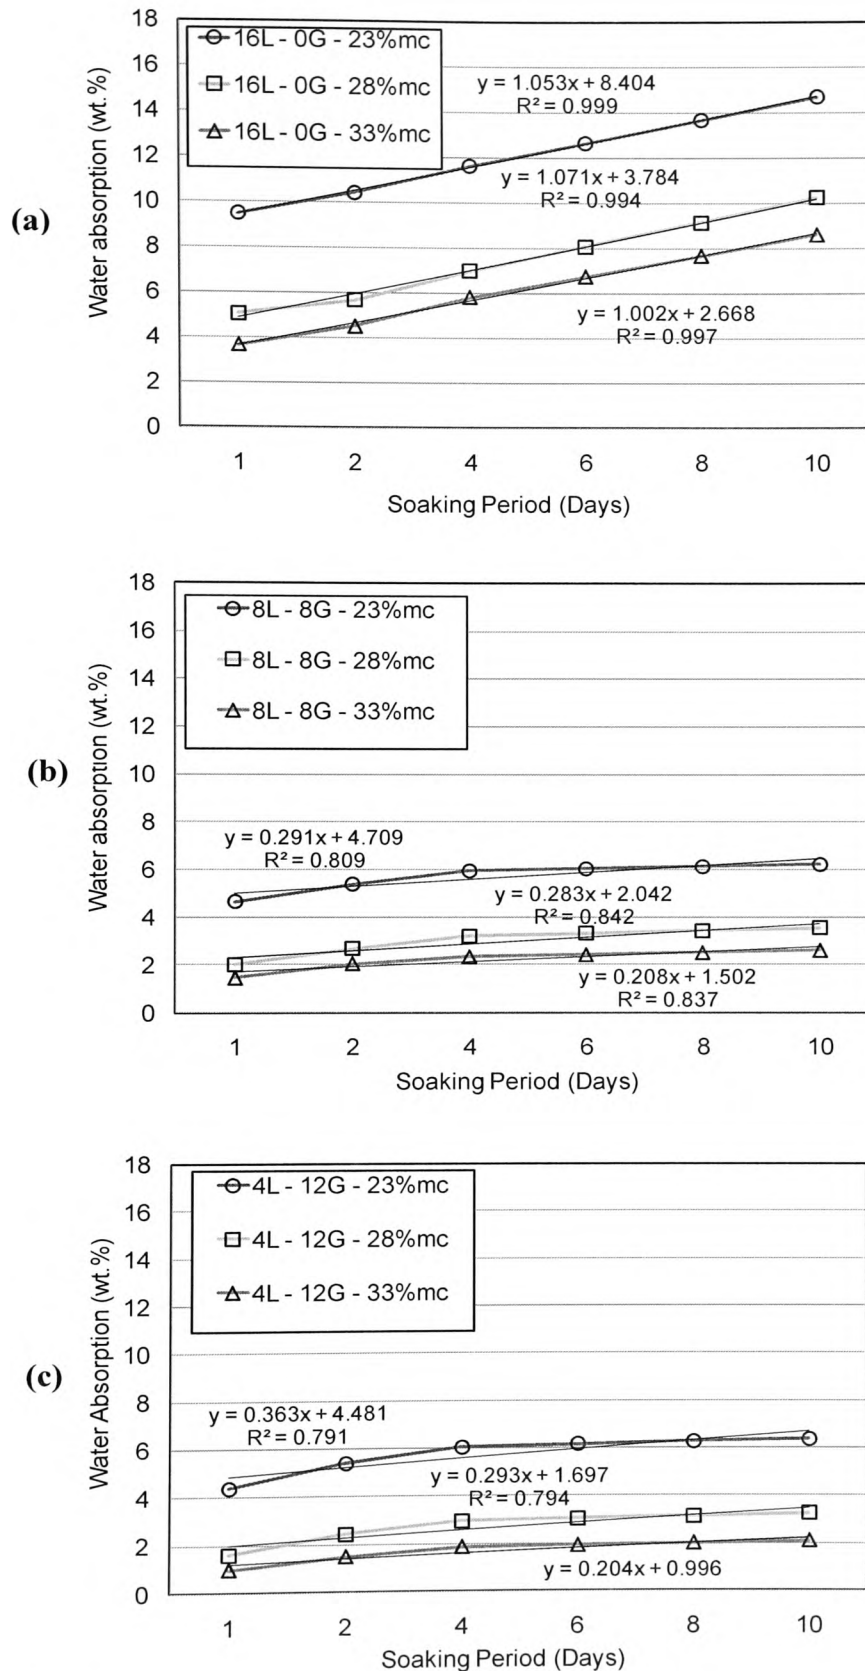 (a)
Water absorption (wt.%)
18
16
14
12
10
8
6
4
2
0
16L - 0G - 23%mc
16L - 0G - 28%mc
16L - 0G - 33%mc
y = 1.053x + 8.404
R² = 0.999
y = 1.071x + 3.784
R² = 0.994
y = 1.002x + 2.668
R² = 0.997
1 2 4 6 8 10
Soaking Period (Days)
(b)
Water absorption (wt.%)
18
16
14
12
10
8
6
4
2
0
8L - 8G - 23%mc
8L - 8G - 28%mc
8L - 8G - 33%mc
y = 0.291x + 4.709
R² = 0.809
y = 0.283x + 2.042
R² = 0.842
y = 0.208x + 1.502
R² = 0.837
1 2 4 6 8 10
Soaking Period (Days)
(c)
Water Absorption (wt.%)
18
16
14
12
10
8
6
4
2
0
4L - 12G - 23%mc
4L - 12G - 28%mc
4L - 12G - 33%mc
y = 0.363x + 4.481
R² = 0.791
y = 0.293x + 1.697
R² = 0.794
y = 0.204x + 0.996
1 2 4 6 8 10
Soaking Period (Days)